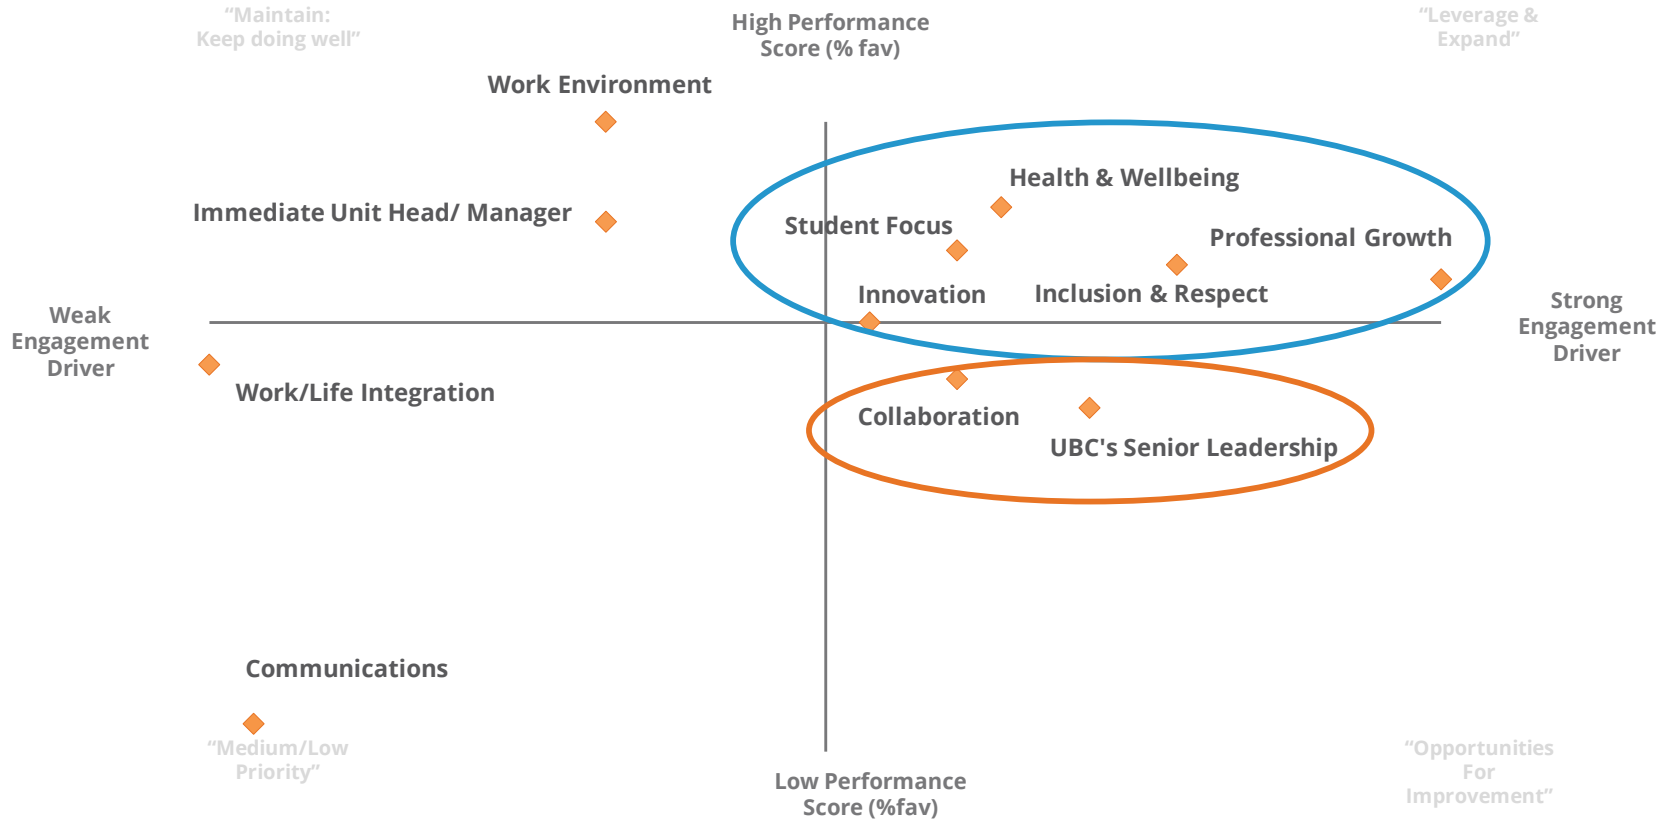 “Maintain:
Keep doing well”
High Performance
Score (% fav)
“Leverage &
Expand”
Work Environment
Health & Wellbeing
Immediate Unit Head/ Manager
Student Focus
Professional Growth
Innovation
Inclusion & Respect
Weak
Engagement
Driver
Strong
Engagement
Driver
Work/Life Integration
Collaboration
UBC's Senior Leadership
Communications
“Medium/Low
Priority”
Low Performance
Score (%fav)
“Opportunities
For
Improvement”